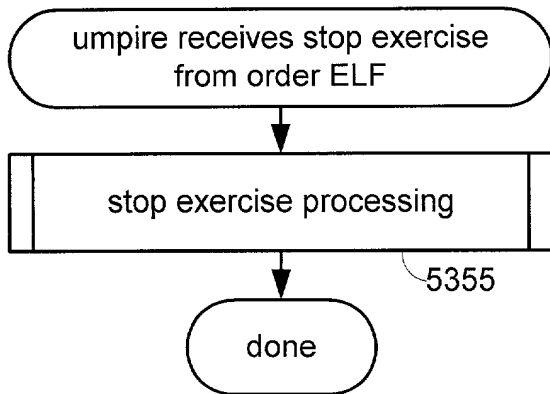 umpire receives stop exercise
from order ELF
stop exercise processing
5355
done